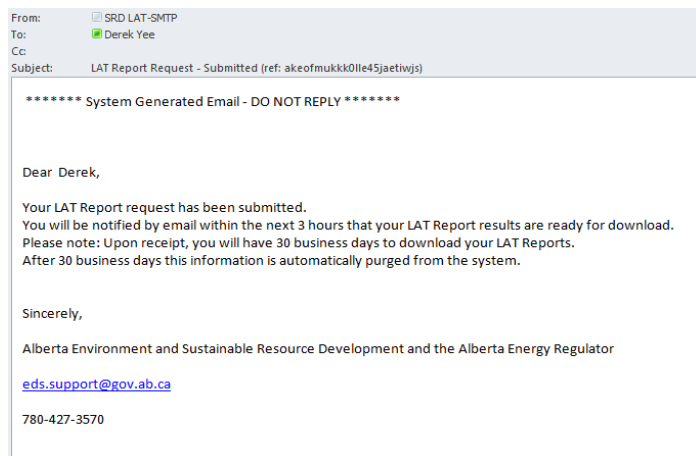 From: SRD LAT-SMTP
To: Derek Yee
Cc:
Subject: LAT Report Request - Submitted (ref: akeofmukkk0lle45jaetiwjs)
******* System Generated Email - DO NOT REPLY *******
Dear Derek,
Your LAT Report request has been submitted.
You will be notified by email within the next 3 hours that your LAT Report results are ready for download.
Please note: Upon receipt, you will have 30 business days to download your LAT Reports.
After 30 business days this information is automatically purged from the system.
Sincerely,
Alberta Environment and Sustainable Resource Development and the Alberta Energy Regulator
eds.support@gov.ab.ca
780-427-3570